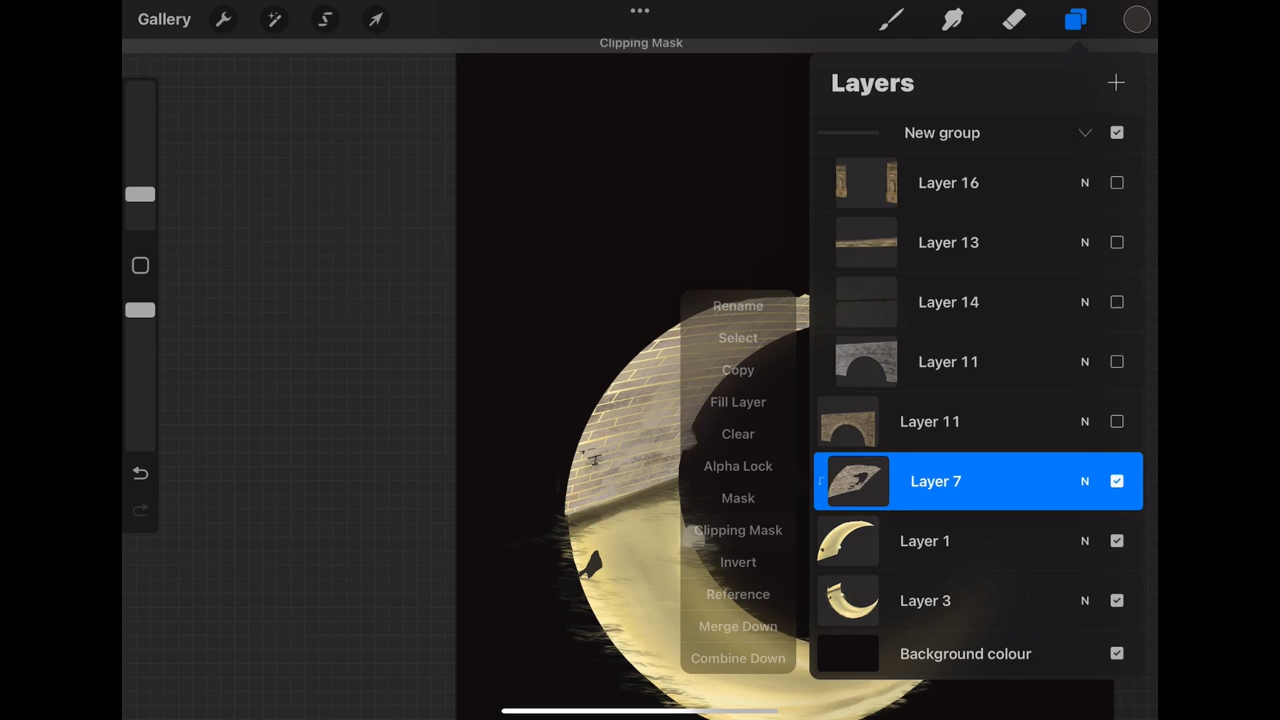 Gallery
Clipping Mask
Layers
New group
Layer 16 N
Layer 13 N
Layer 14 N
Layer 11 N
Layer 11 N
Layer 7 N
Layer 1 N
Layer 3 N
Background colour
Rename
Select
Copy
Fill Layer
Clear
Alpha Lock
Mask
Clipping Mask
Invert
Reference
Merge Down
Combine Down